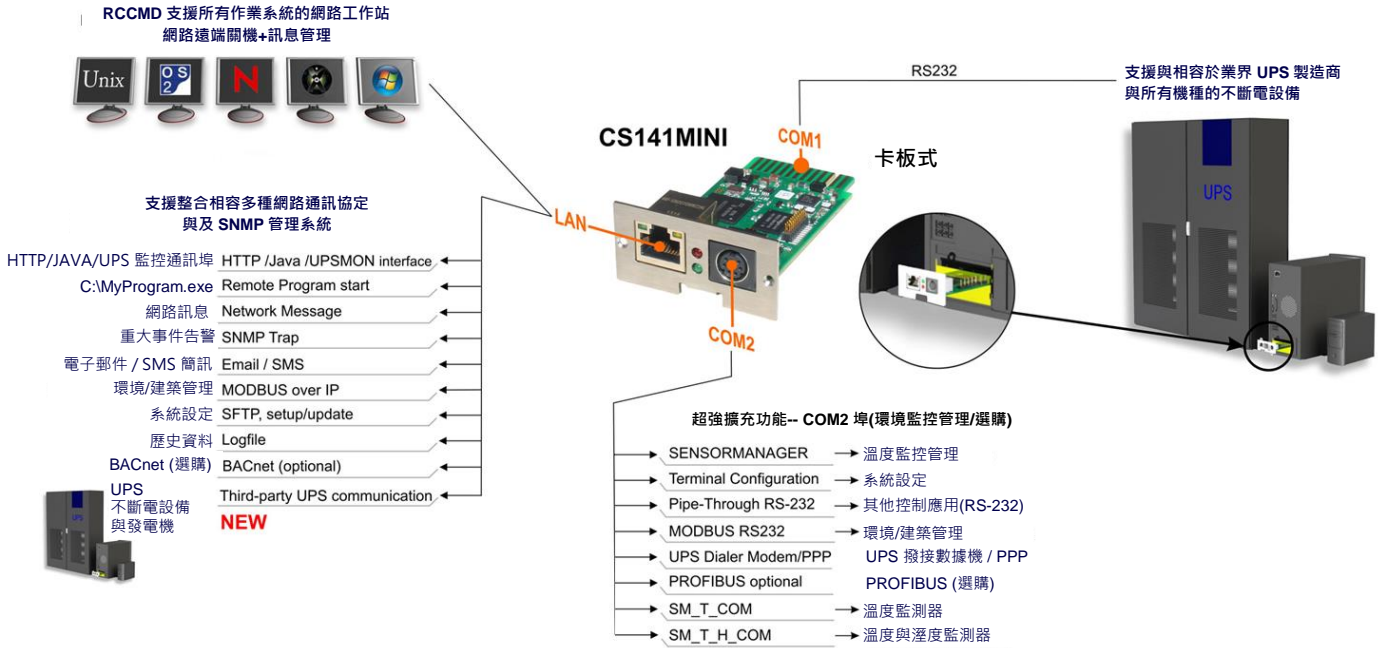 RCCMD 支援所有作業系統的網路工作站
網路遠端關機+訊息管理
Unix
OS
2
N
RS232
支援與相容於業界 UPS 製造商
與所有機種的不斷電設備
CS141MINI
COM1
卡板式
UPS
LAN
COM2
支援整合相容多種網路通訊協定
與及 SNMP 管理系統
HTTP/JAVA/UPS 監控通訊埠 HTTP /Java /UPSMON interface
C:\MyProgram.exe Remote Program start
網路訊息 Network Message
重大事件告警 SNMP Trap
電子郵件 / SMS 簡訊 Email / SMS
環境/建築管理 MODBUS over IP
系統設定 SFTP, setup/update
歷史資料 Logfile
BACnet (選購) BACnet (optional)
UPS
不斷電設備
與發電機
UPS
Third-party UPS communication
NEW
超強擴充功能-- COM2 埠(環境監控管理/選購)
SENSORMANAGER 溫度監控管理
Terminal Configuration 系統設定
Pipe-Through RS-232 其他控制應用(RS-232)
MODBUS RS232 環境/建築管理
UPS Dialer Modem/PPP UPS 撥接數據機 / PPP
PROFIBUS optional PROFIBUS (選購)
SM_T_COM 溫度監測器
SM_T_H_COM 溫度與溼度監測器